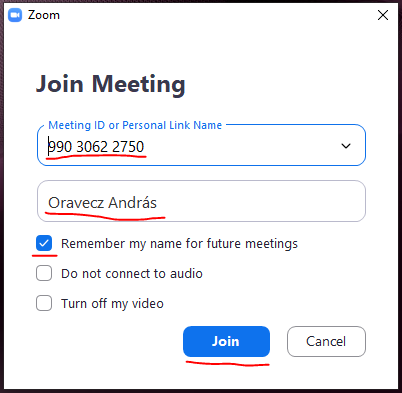 Zoom
Join Meeting
Meeting ID or Personal Link Name
990 3062 2750
Oravecz András
Remember my name for future meetings
Do not connect to audio
Turn off my video
Join Cancel